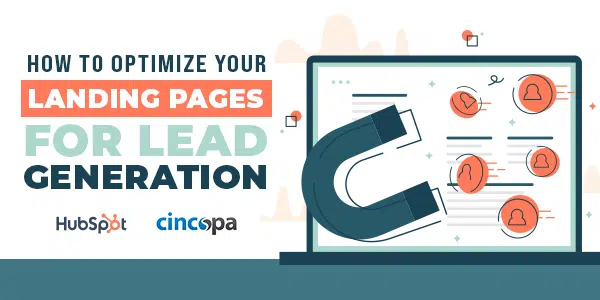 HOW TO OPTIMIZE YOUR
LANDING PAGES
FOR LEAD
GENERATION
HubSpot cincopa